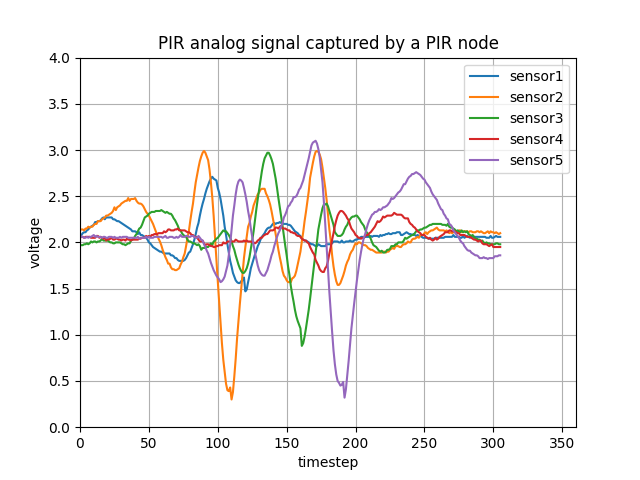 PIR analog signal captured by a PIR node
4.0
3.5
3.0
2.5
2.0
1.5
1.0
0.5
0.0
voltage
sensor1
sensor2
sensor3
sensor4
sensor5
0 50 100 150 200 250 300 350
timestep